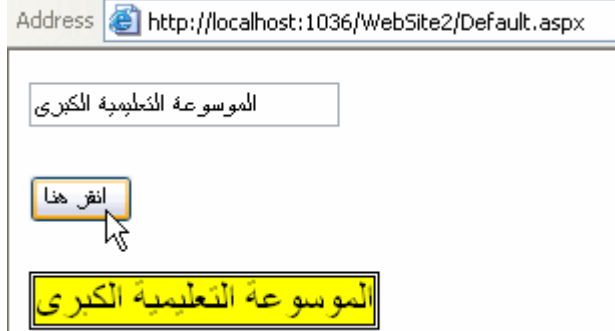 Address http://localhost:1036/WebSite2/Default.aspx
الموسوعة التعليمية الكبرى
انقر هنا
الموسوعة التعليمية الكبرى